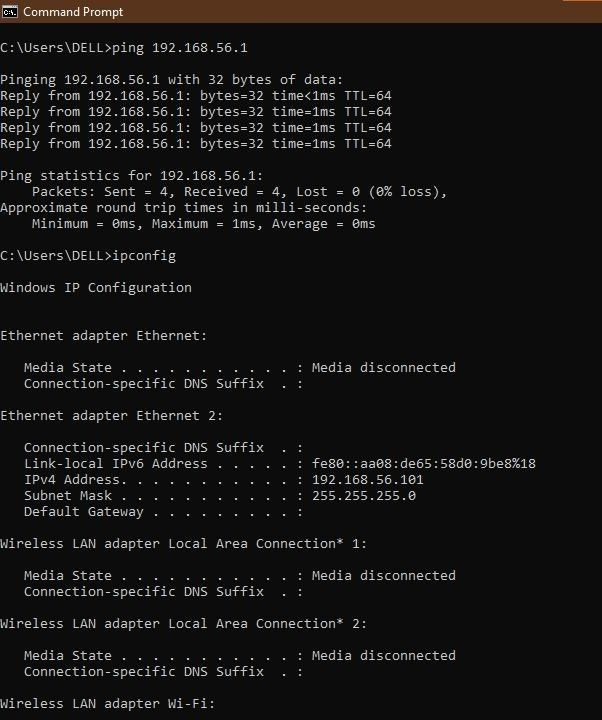 Command Prompt
C:\Users\DELL>ping 192.168.56.1
Pinging 192.168.56.1 with 32 bytes of data:
Reply from 192.168.56.1: bytes=32 time<1ms TTL=64
Reply from 192.168.56.1: bytes=32 time=1ms TTL=64
Reply from 192.168.56.1: bytes=32 time=1ms TTL=64
Reply from 192.168.56.1: bytes=32 time=1ms TTL=64
Ping statistics for 192.168.56.1:
    Packets: Sent = 4, Received = 4, Lost = 0 (0% loss),
Approximate round trip times in milli-seconds:
    Minimum = 0ms, Maximum = 1ms, Average = 0ms
C:\Users\DELL>ipconfig
Windows IP Configuration
Ethernet adapter Ethernet:
   Media State . . . . . . . . . . . : Media disconnected
   Connection-specific DNS Suffix  . :
Ethernet adapter Ethernet 2:
   Connection-specific DNS Suffix  . :
   Link-local IPv6 Address . . . . . : fe80::aa08:de65:58d0:9be8%18
   IPv4 Address. . . . . . . . . . . : 192.168.56.101
   Subnet Mask . . . . . . . . . . . : 255.255.255.0
   Default Gateway . . . . . . . . . :
Wireless LAN adapter Local Area Connection* 1:
   Media State . . . . . . . . . . . : Media disconnected
   Connection-specific DNS Suffix  . :
Wireless LAN adapter Local Area Connection* 2:
   Media State . . . . . . . . . . . : Media disconnected
   Connection-specific DNS Suffix  . :
Wireless LAN adapter Wi-Fi: